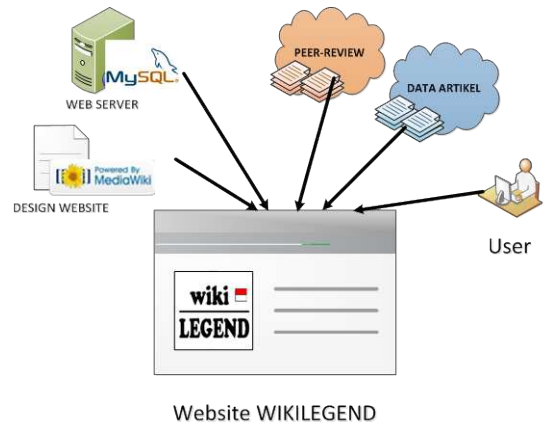 MySQL®
WEB SERVER
PEER-REVIEW
DATA ARTIKEL
Powered By
MediaWiki
DESIGN WEBSITE
User
wiki
LEGEND
Website WIKILEGEND